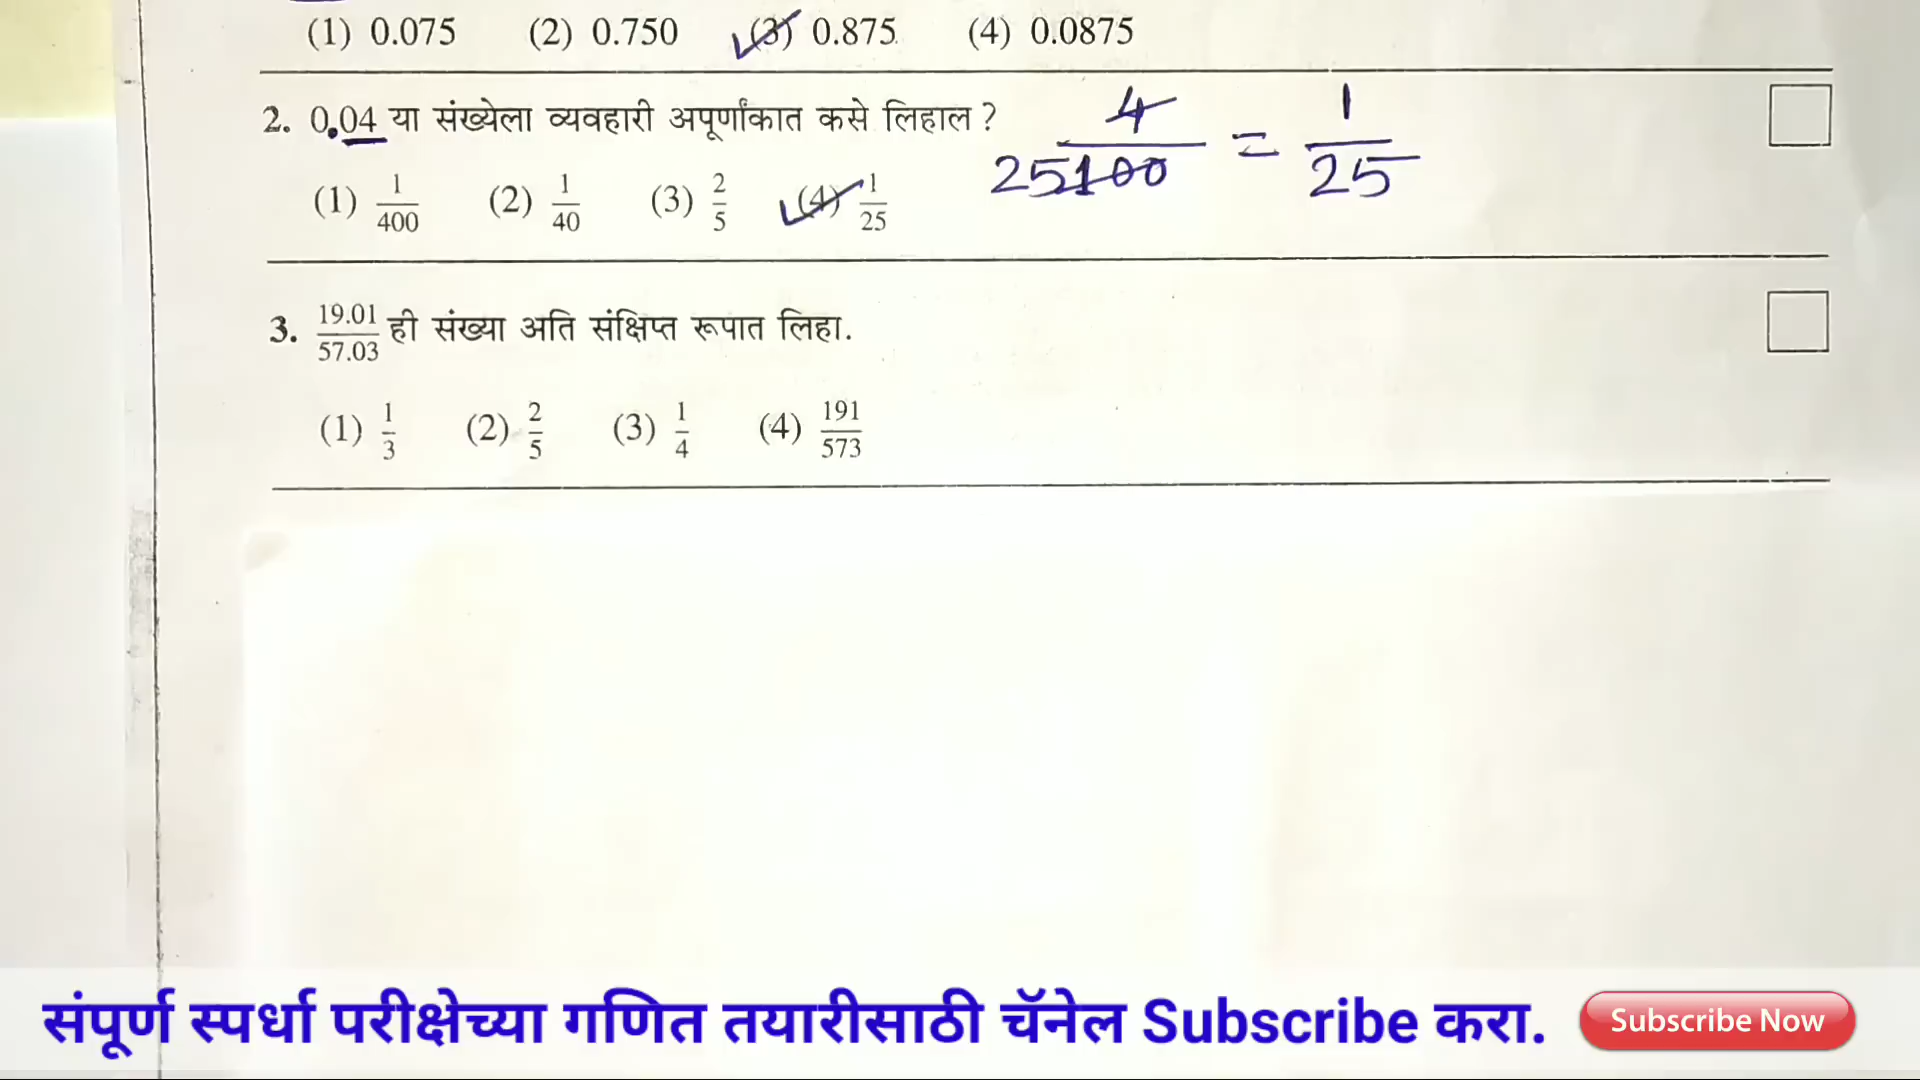 (1) 0.075 (2) 0.750 (3) 0.875 (4) 0.0875
2. 0.04 या संख्येला व्यवहारी अपूर्णांकात कसे लिहाल ?
4/25100 = 1/25
(1) 1/400 (2) 1/40 (3) 2/5 (4) 1/25
3. 19.01/57.03 ही संख्या अति संक्षिप्त रूपात लिहा.
(1) 1/3 (2) 2/5 (3) 1/4 (4) 191/573
संपूर्ण स्पर्धा परीक्षेच्या गणित तयारीसाठी चॅनेल Subscribe करा.
Subscribe Now